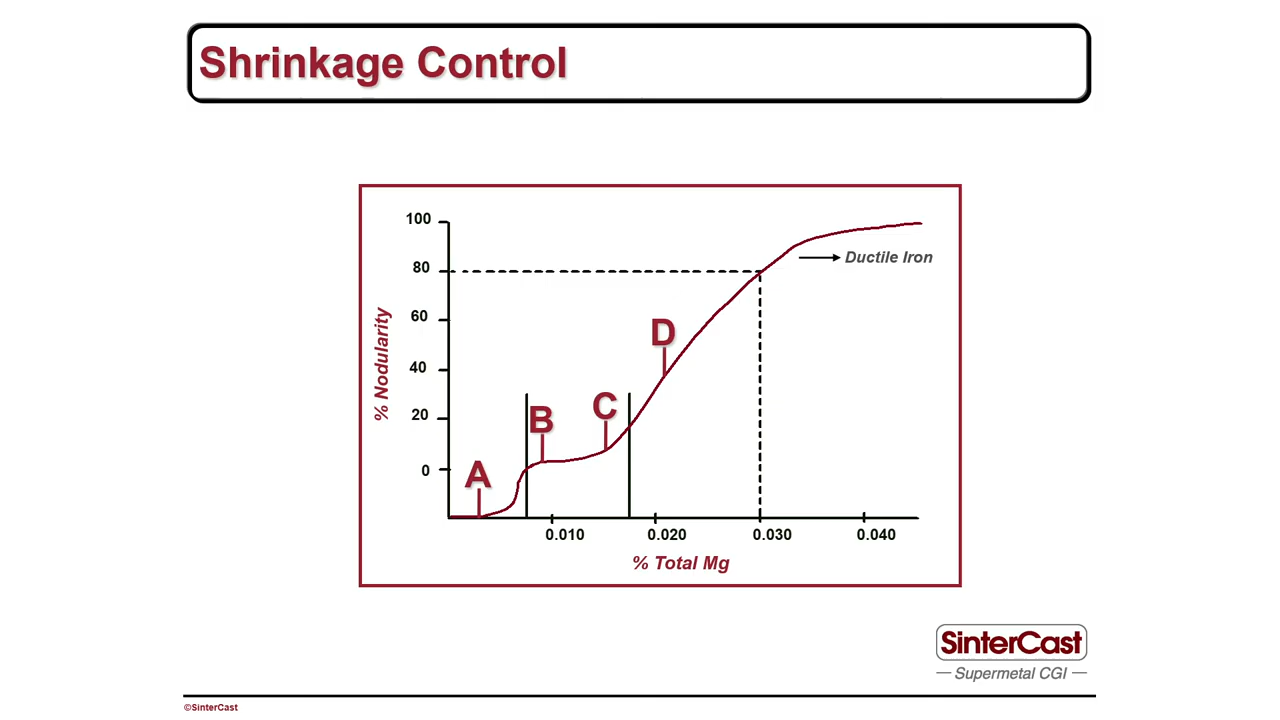 Shrinkage Control
100
80
60
40
20
0
% Nodularity
Ductile Iron
A
B
C
D
0.010 0.020 0.030 0.040
% Total Mg
SinterCast
Supermetal CGI
©SinterCast